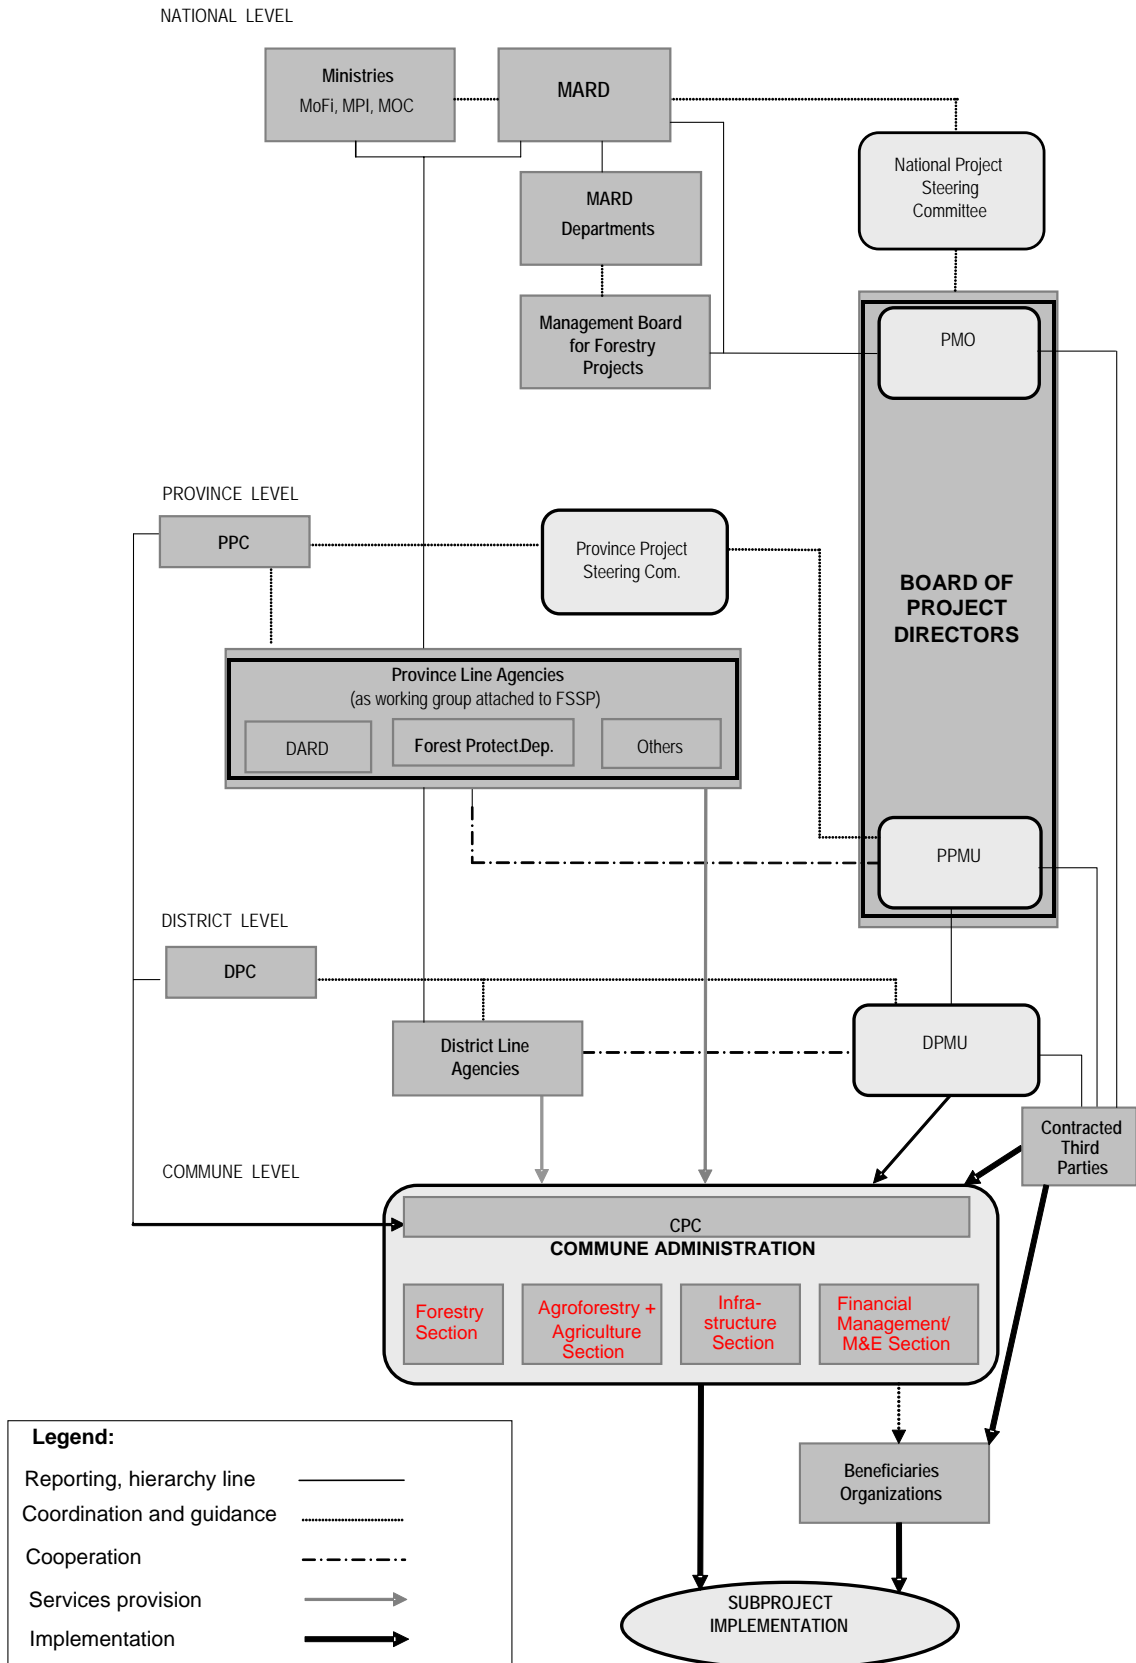 NATIONAL LEVEL
Ministries
MoFi, MPI, MOC
MARD
National Project
Steering
Committee
MARD
Departments
Management Board
for Forestry
Projects
PMO
PROVINCE LEVEL
PPC
Province Project
Steering Com.
BOARD OF
PROJECT
DIRECTORS
Province Line Agencies
(as working group attached to FSSP)
DARD
Forest Protect.Dep.
Others
PPMU
DISTRICT LEVEL
DPC
District Line
Agencies
DPMU
Contracted
Third
Parties
COMMUNE LEVEL
CPC
COMMUNE ADMINISTRATION
Forestry
Section
Agroforestry +
Agriculture
Section
Infra-
structure
Section
Financial
Management/
M&E Section
Legend:
Reporting, hierarchy line
Coordination and guidance
Cooperation
Services provision
Implementation
Beneficiaries
Organizations
SUBPROJECT
IMPLEMENTATION